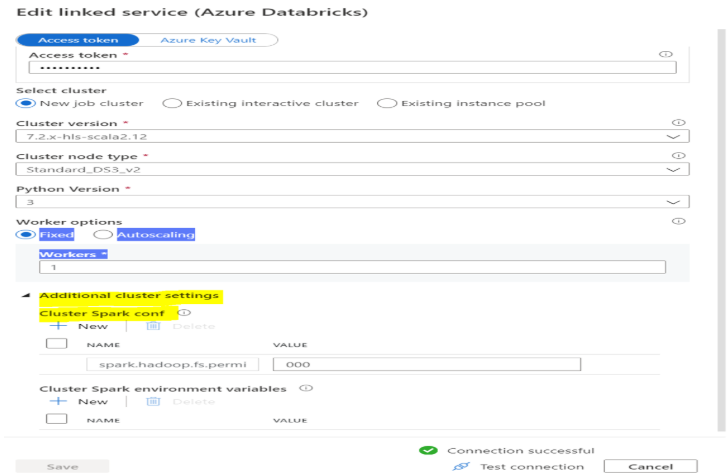 Edit linked service (Azure Databricks)
Access token Azure Key Vault
Access token *
••••••••••
Select cluster
New job cluster Existing interactive cluster Existing instance pool
Cluster version *
7.2.x-hls-scala2.12
Cluster node type *
Standard_DS3_v2
Python Version *
3
Worker options
Fixed Autoscaling
Workers *
1
Additional cluster settings
Cluster Spark conf
New Delete
NAME VALUE
spark.hadoop.fs.permi 000
Cluster Spark environment variables
New Delete
NAME VALUE
Connection successful
Save Test connection Cancel